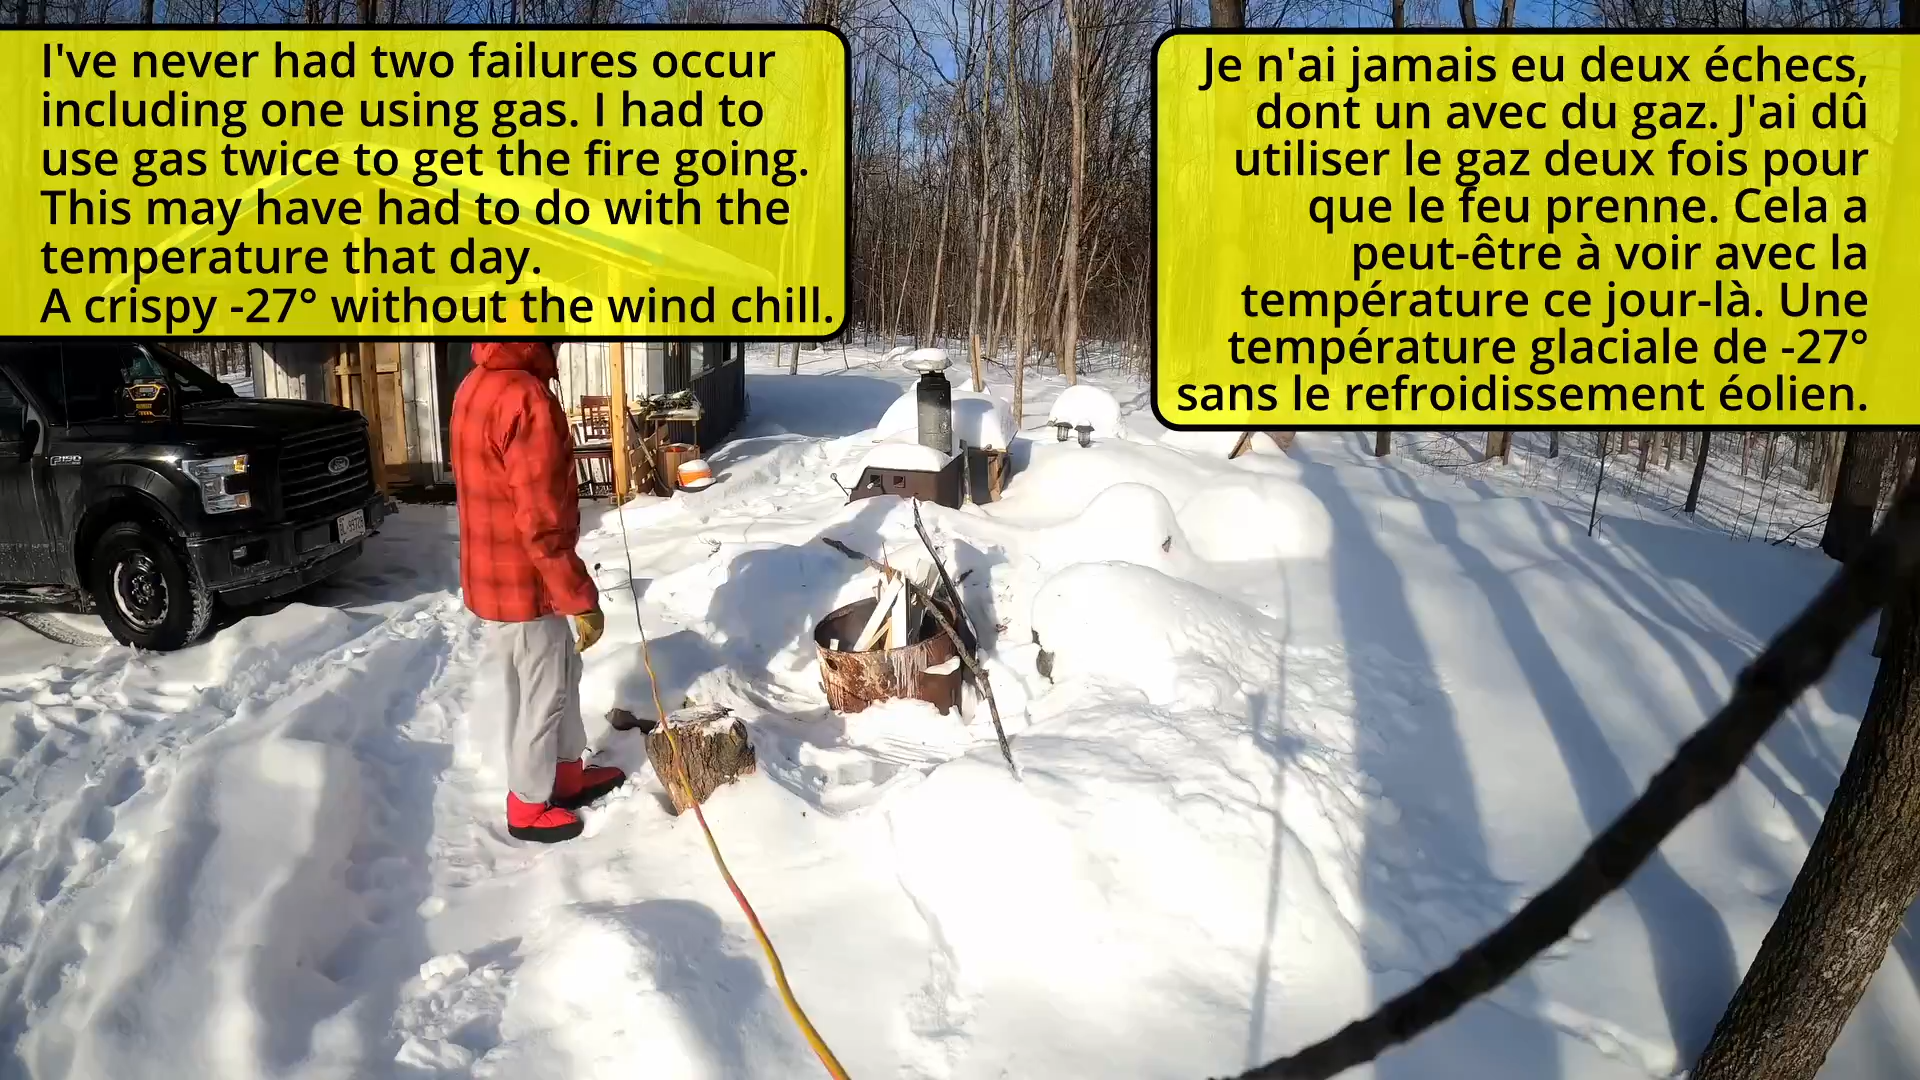 I've never had two failures occur
including one using gas. I had to
use gas twice to get the fire going.
This may have had to do with the
temperature that day.
A crispy -27° without the wind chill.
Je n'ai jamais eu deux échecs,
dont un avec du gaz. J'ai dû
utiliser le gaz deux fois pour
que le feu prenne. Cela a
peut-être à voir avec la
température ce jour-là. Une
température glaciale de -27°
sans le refroidissement éolien.
F150
Ford